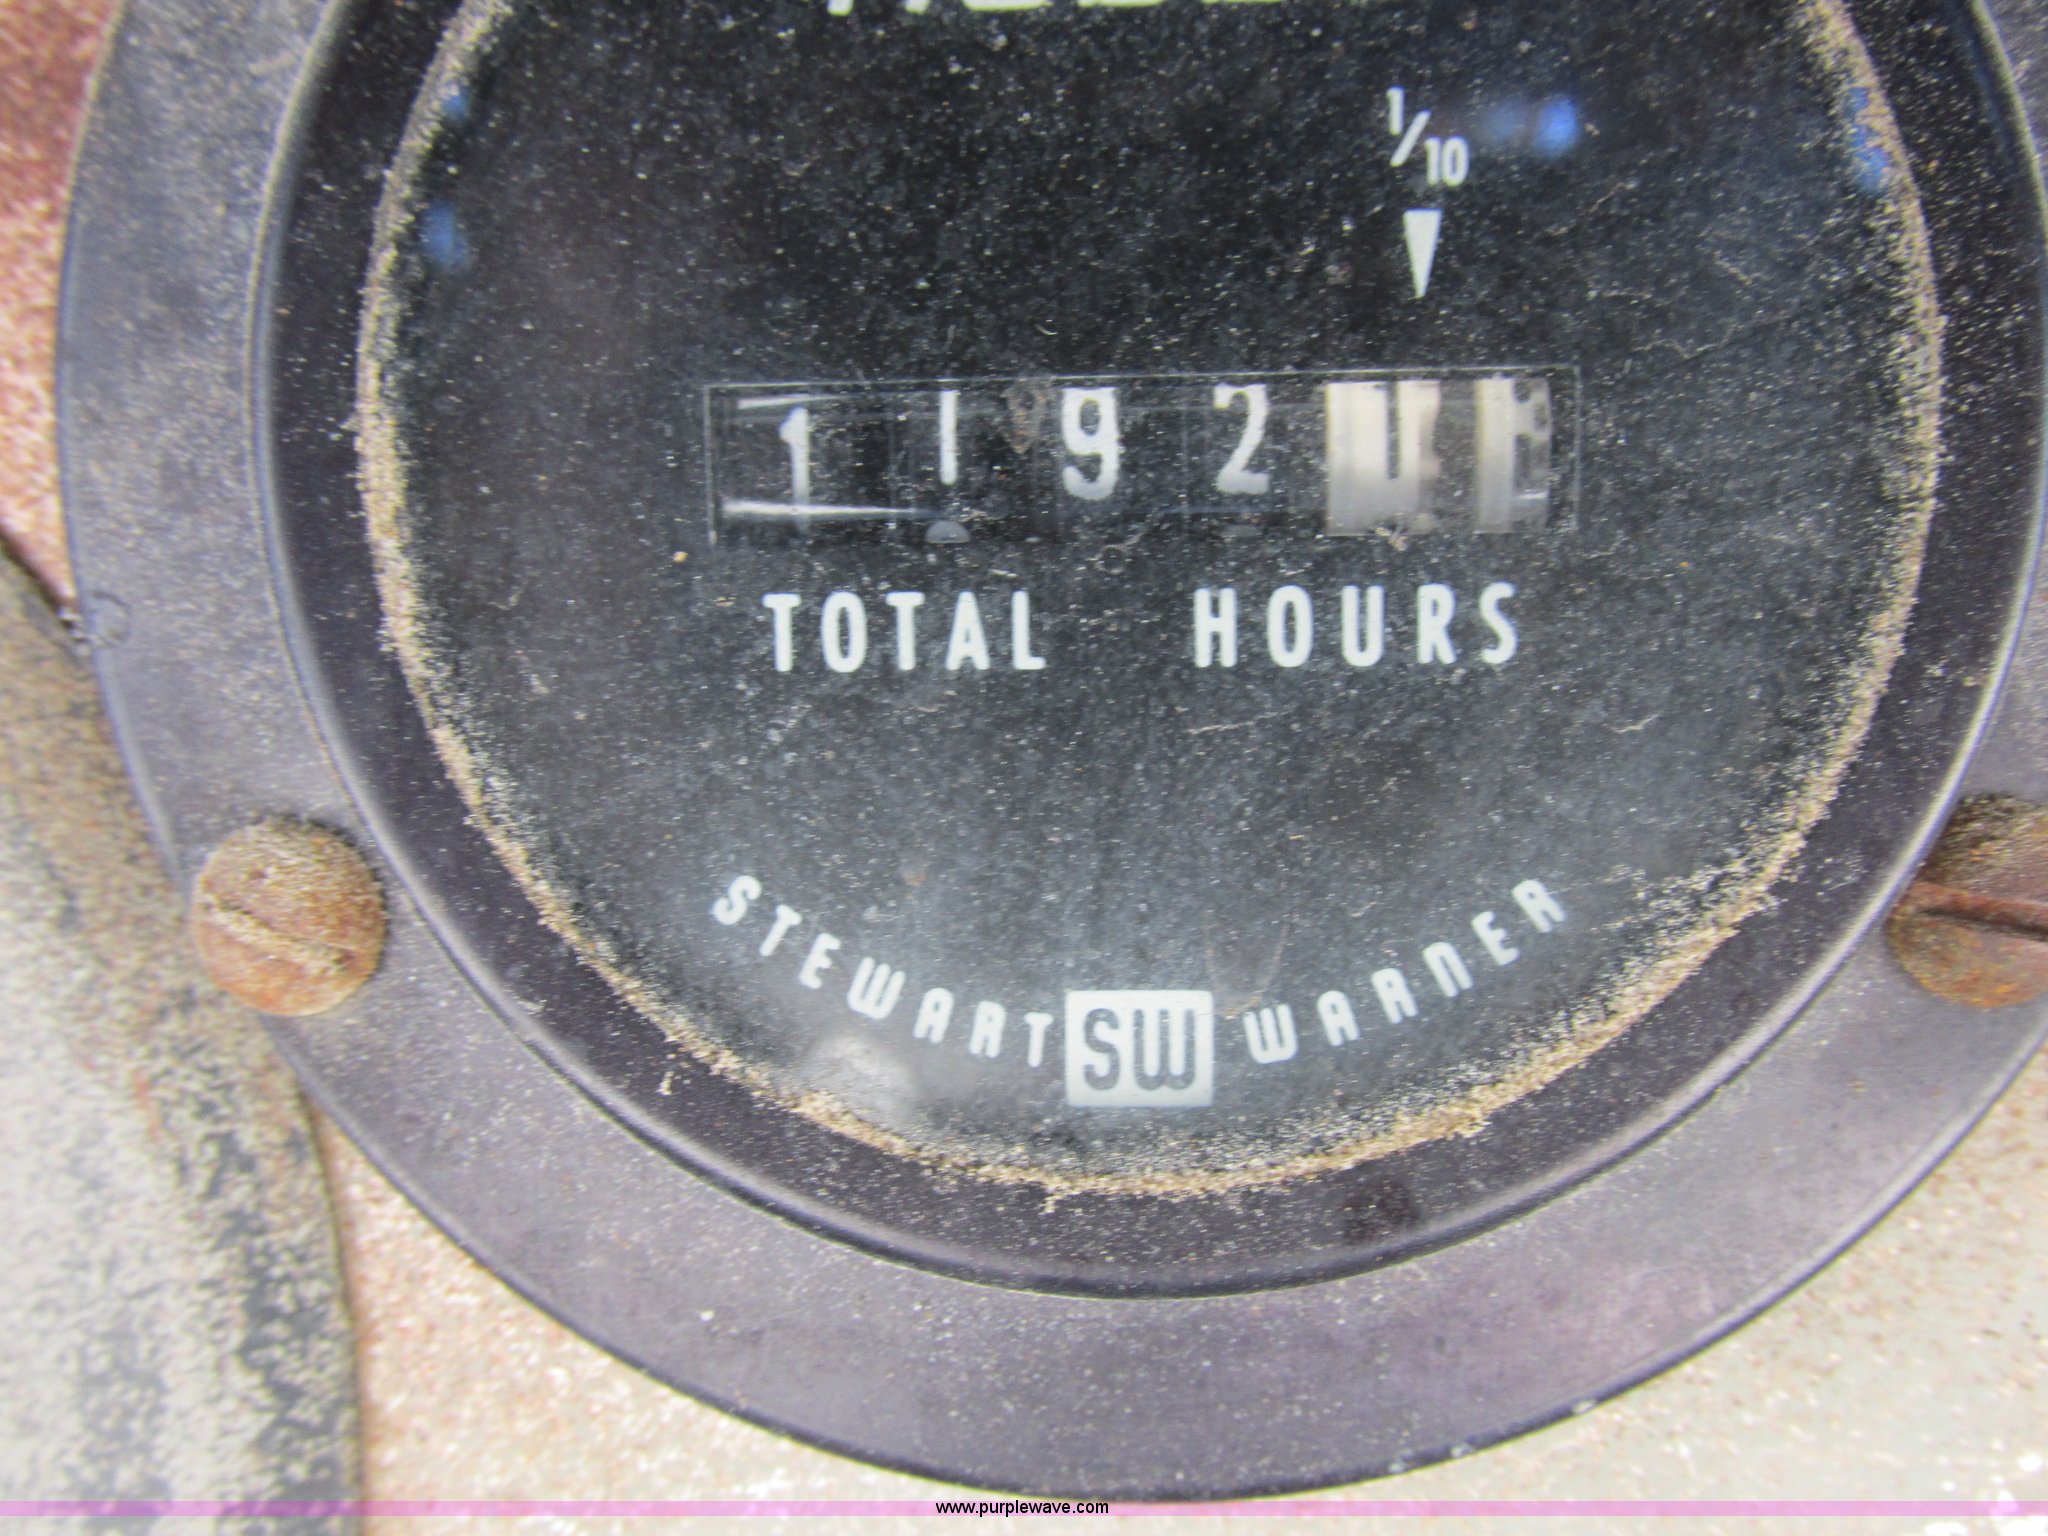 1/10
1192
TOTAL HOURS
STEWART SW WARNER
www.purplewave.com